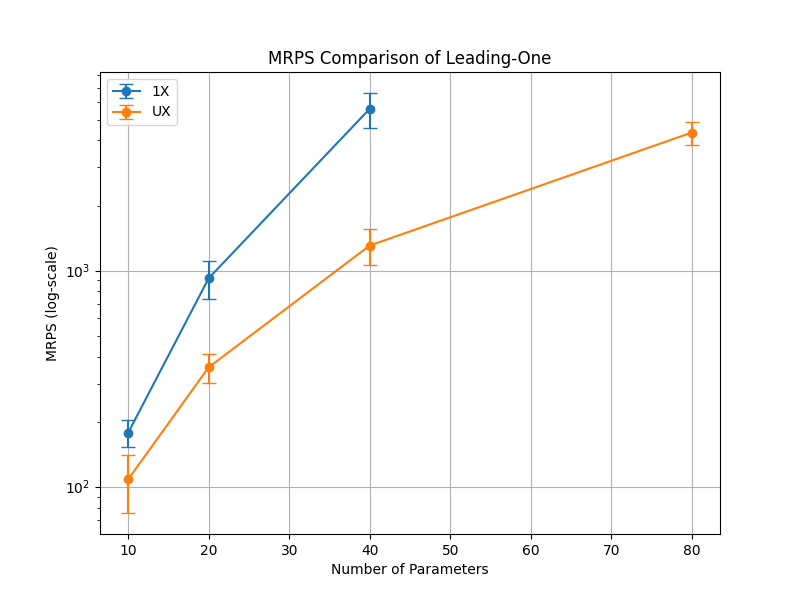 MRPS Comparison of Leading-One
1X
UX
MRPS (log-scale)
10³
10²
10 20 30 40 50 60 70 80
Number of Parameters